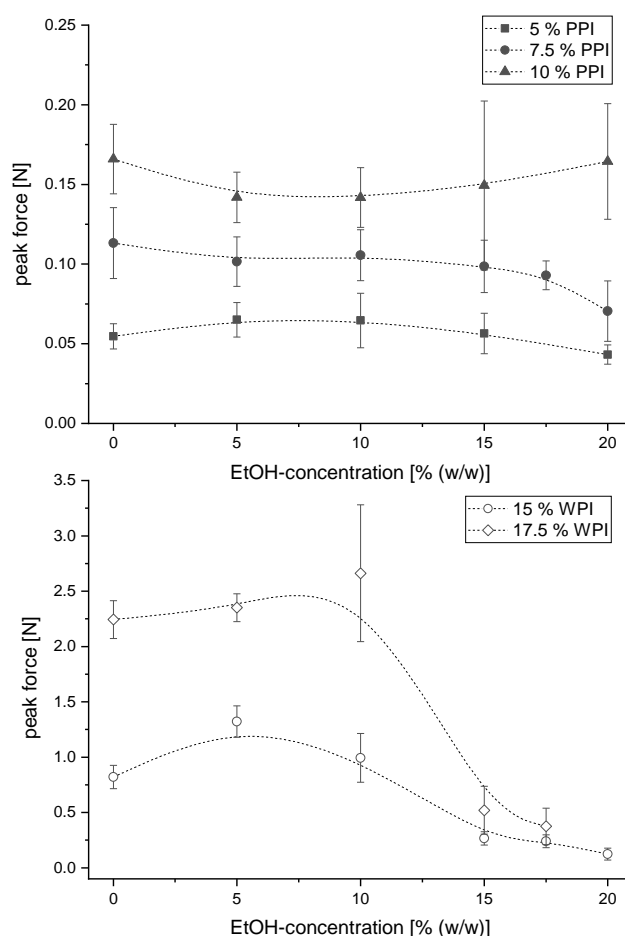 0.25
0.20
0.15
0.10
0.05
0.00
peak force [N]
5 % PPI
7.5 % PPI
10 % PPI
0 5 10 15 20
EtOH-concentration [% (w/w)]
3.5
3.0
2.5
2.0
1.5
1.0
0.5
0.0
peak force [N]
15 % WPI
17.5 % WPI
0 5 10 15 20
EtOH-concentration [% (w/w)]